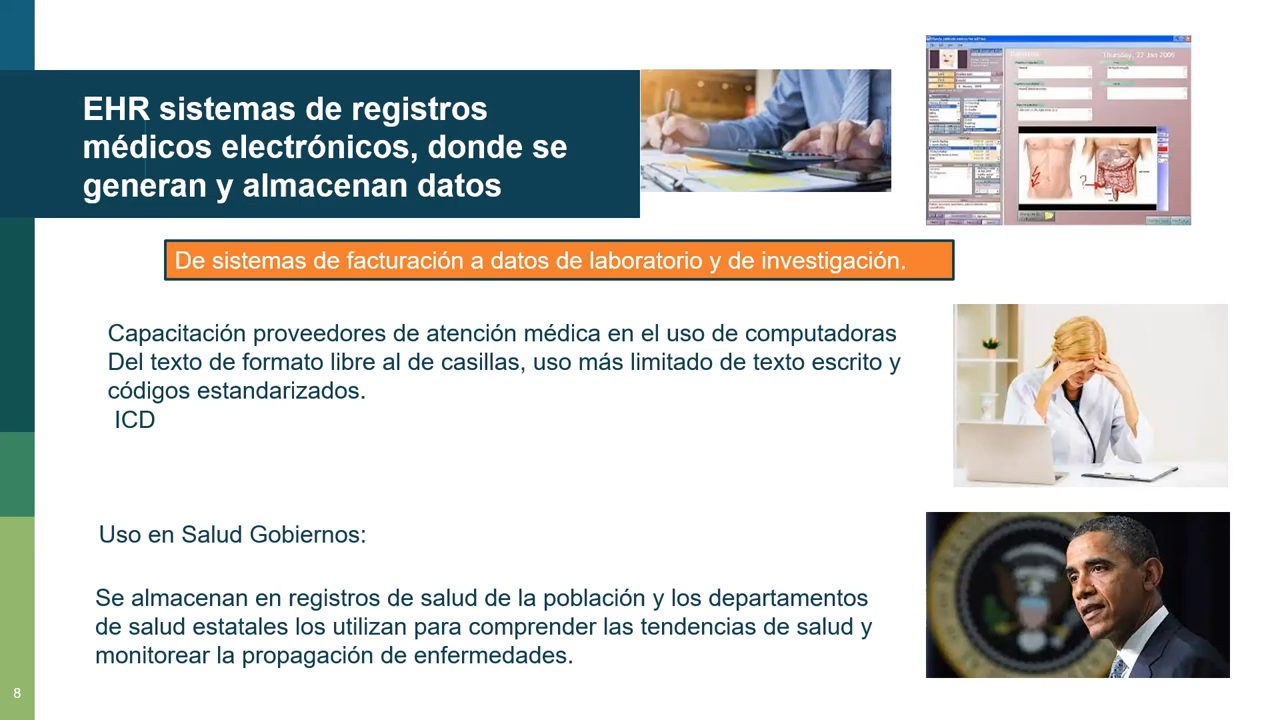 EHR sistemas de registros
médicos electrónicos, donde se
generan y almacenan datos
Thursday, 22 Jan 2009
De sistemas de facturación a datos de laboratorio y de investigación.
Capacitación proveedores de atención médica en el uso de computadoras
Del texto de formato libre al de casillas, uso más limitado de texto escrito y
códigos estandarizados.
ICD
Uso en Salud Gobiernos:
Se almacenan en registros de salud de la población y los departamentos
de salud estatales los utilizan para comprender las tendencias de salud y
monitorear la propagación de enfermedades.
8